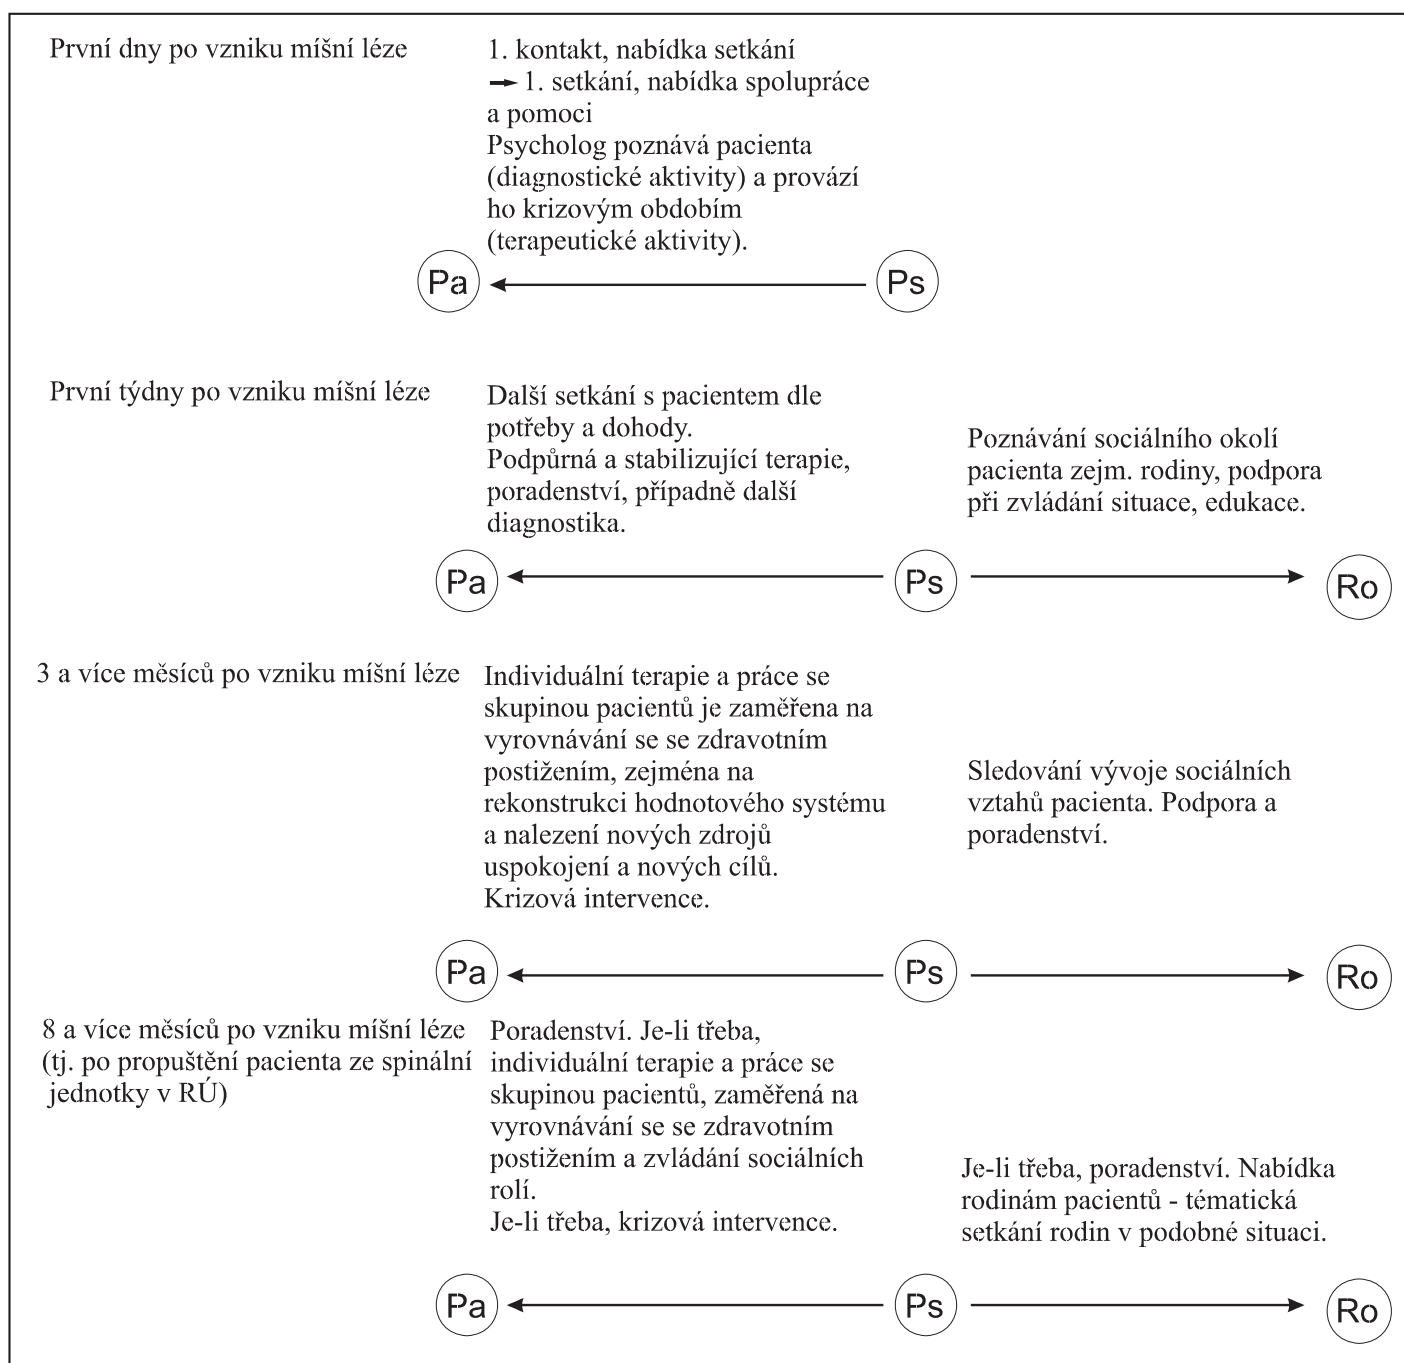 První dny po vzniku míšní léze
1. kontakt, nabídka setkání
→ 1. setkání, nabídka spolupráce
a pomoci
Psycholog poznává pacienta
(diagnostické aktivity) a provází
ho krizovým obdobím
(terapeutické aktivity).
Pa
Ps
První týdny po vzniku míšní léze
Další setkání s pacientem dle
potřeby a dohody.
Podpůrná a stabilizující terapie,
poradenství, případně další
diagnostika.
Poznávání sociálního okolí
pacienta zejm. rodiny, podpora
při zvládání situace, edukace.
Pa
Ps
Ro
3 a více měsíců po vzniku míšní léze
Individuální terapie a práce se
skupinou pacientů je zaměřena na
vyrovnávání se se zdravotním
postižením, zejména na
rekonstrukci hodnotového systému
a nalezení nových zdrojů
uspokojení a nových cílů.
Krizová intervence.
Sledování vývoje sociálních
vztahů pacienta. Podpora a
poradenství.
Pa
Ps
Ro
8 a více měsíců po vzniku míšní léze
(tj. po propuštění pacienta ze spinální
jednotky v RÚ)
Poradenství. Je-li třeba,
individuální terapie a práce se
skupinou pacientů, zaměřená na
vyrovnávání se se zdravotním
postižením a zvládání sociálních
rolí.
Je-li třeba, krizová intervence.
Je-li třeba, poradenství. Nabídka
rodinám pacientů - tématická
setkání rodin v podobné situaci.
Pa
Ps
Ro